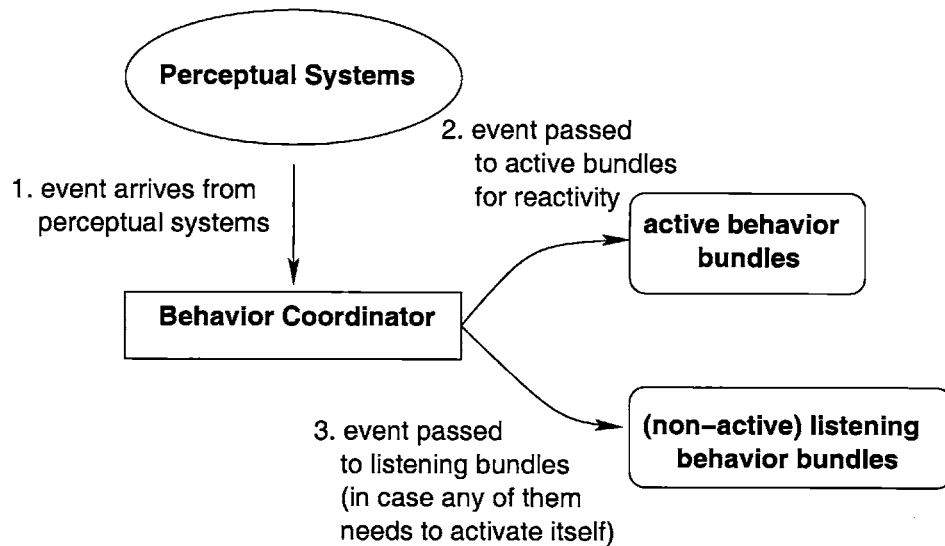 Perceptual Systems
1. event arrives from
perceptual systems
2. event passed
to active bundles
for reactivity
active behavior
bundles
Behavior Coordinator
3. event passed
to listening bundles
(in case any of them
needs to activate itself)
(non–active) listening
behavior bundles